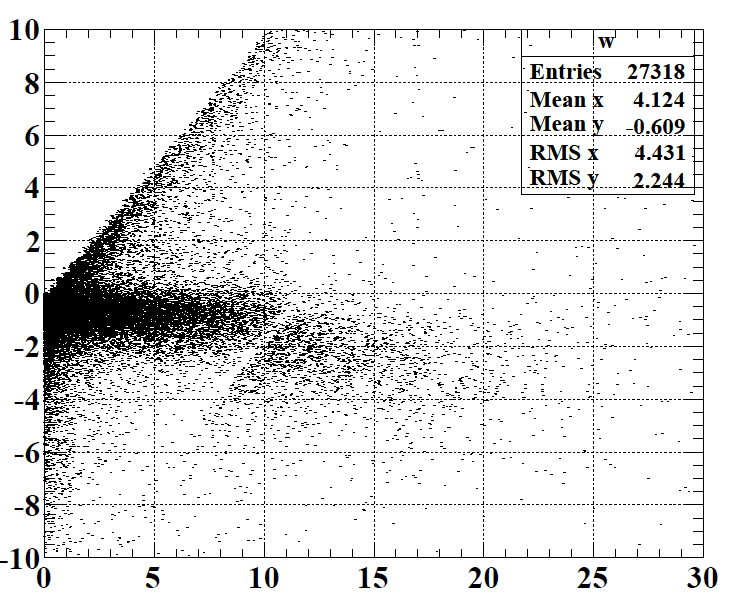 w
Entries 27318
Mean x 4.124
Mean y -0.609
RMS x 4.431
RMS y 2.244
10
8
6
4
2
0
-2
-4
-6
-8
-10
0 5 10 15 20 25 30